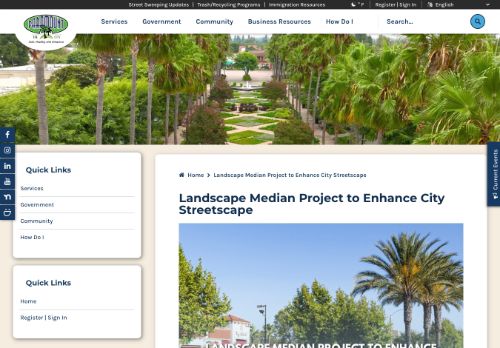 Street Sweeping Updates | Trash/Recycling Programs | Immigration Resources
° F | Register | Sign In | English
PARAMOUNT
Services Government Community Business Resources How Do I Search...
Current Events
Quick Links
Services
Government
Community
How Do I
Quick Links
Home
Register | Sign In
Home > Landscape Median Project to Enhance City Streetscape
Landscape Median Project to Enhance City
Streetscape
LANDSCAPE MEDIAN PROJECT TO ENHANCE